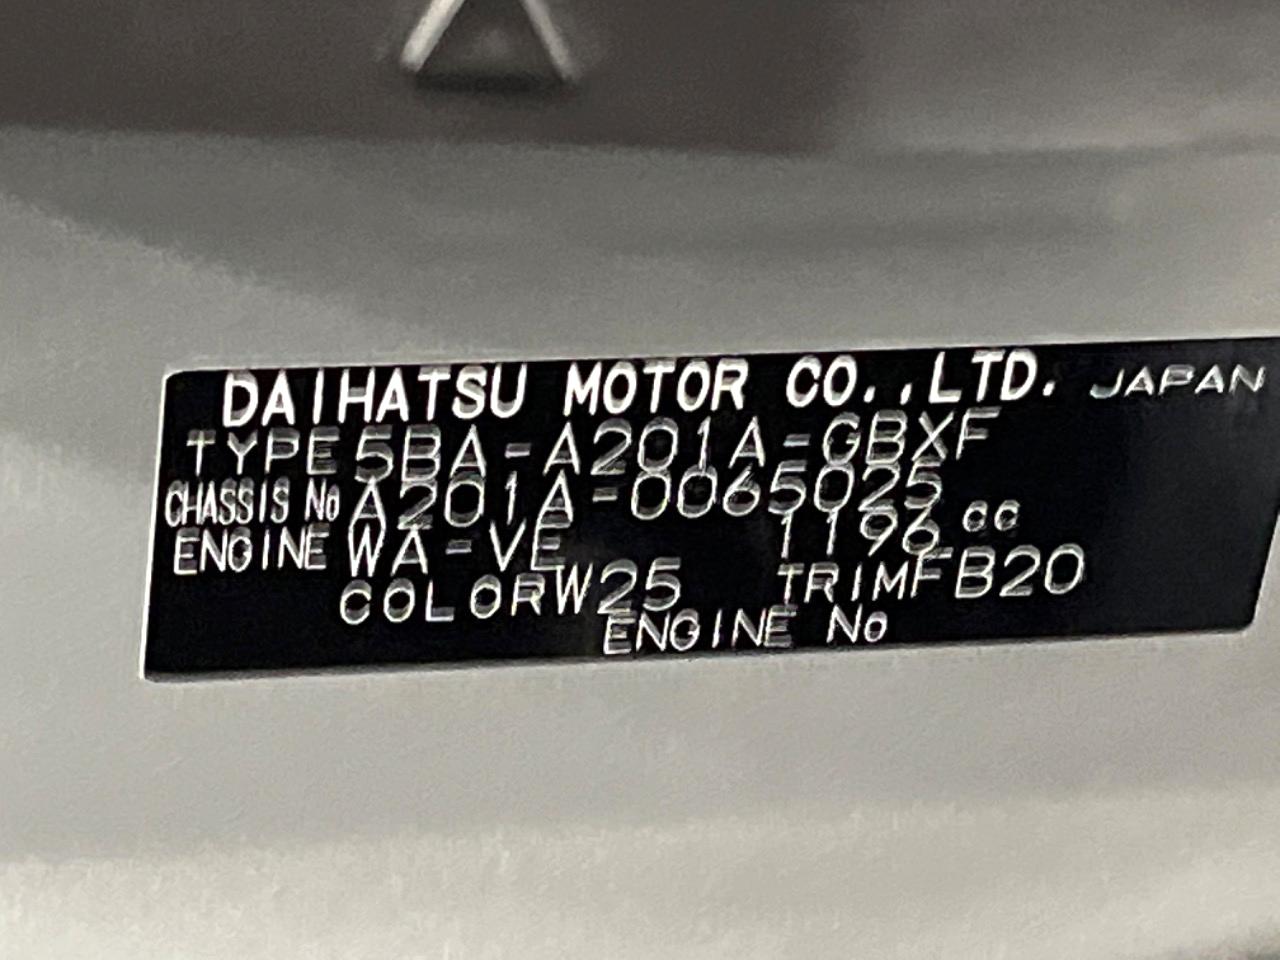 DAIHATSU MOTOR CO.,LTD. JAPAN
TYPE 5BA-A201A-GBXF
CHASSIS No A201A-0065025
ENGINE WA-VE 1196 cc
COLOR W25 TRIM FB20
ENGINE No